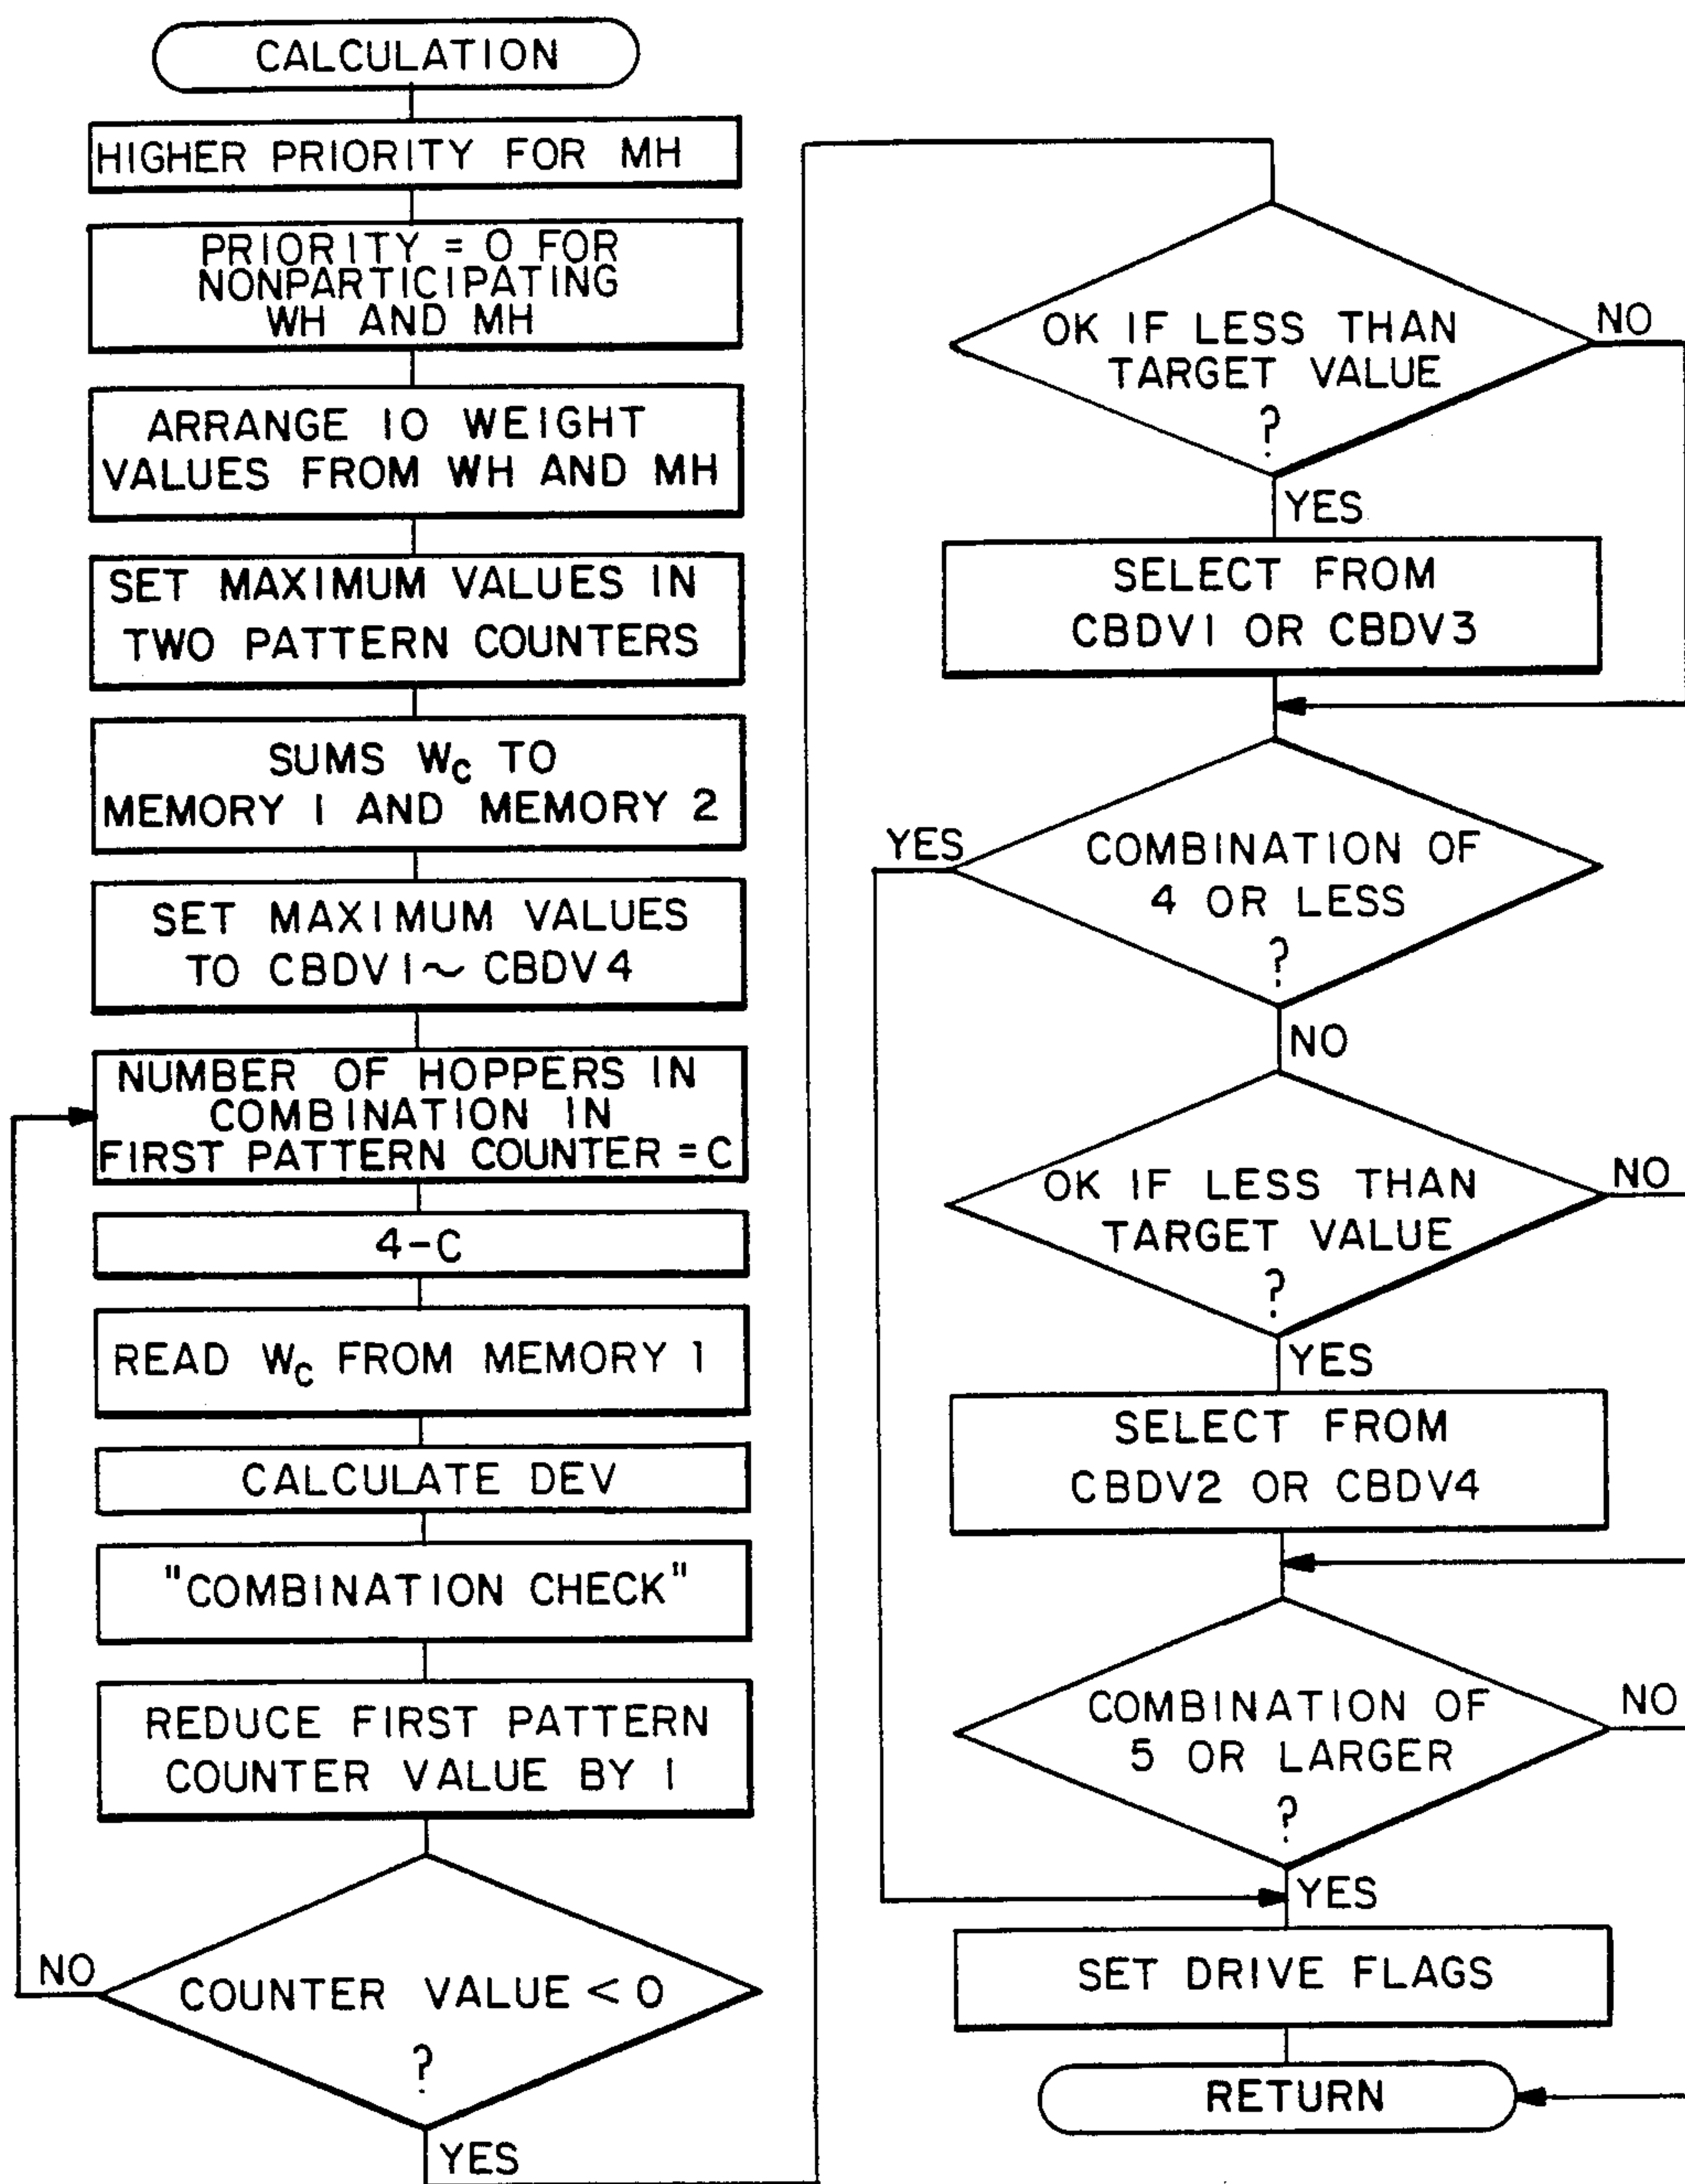 CALCULATION
HIGHER PRIORITY FOR MH
PRIORITY = 0 FOR
NONPARTICIPATING
WH AND MH
ARRANGE 10 WEIGHT
VALUES FROM WH AND MH
SET MAXIMUM VALUES IN
TWO PATTERN COUNTERS
SUMS Wc TO
MEMORY 1 AND MEMORY 2
SET MAXIMUM VALUES
TO CBDV1~ CBDV4
NUMBER OF HOPPERS IN
COMBINATION IN
FIRST PATTERN COUNTER = C
4-C
READ Wc FROM MEMORY 1
CALCULATE DEV
"COMBINATION CHECK"
REDUCE FIRST PATTERN
COUNTER VALUE BY 1
NO
COUNTER VALUE < 0
?
YES
OK IF LESS THAN
TARGET VALUE
?
NO
YES
SELECT FROM
CBDV1 OR CBDV3
YES
COMBINATION OF
4 OR LESS
?
NO
OK IF LESS THAN
TARGET VALUE
?
NO
YES
SELECT FROM
CBDV2 OR CBDV4
COMBINATION OF
5 OR LARGER
?
NO
YES
SET DRIVE FLAGS
RETURN